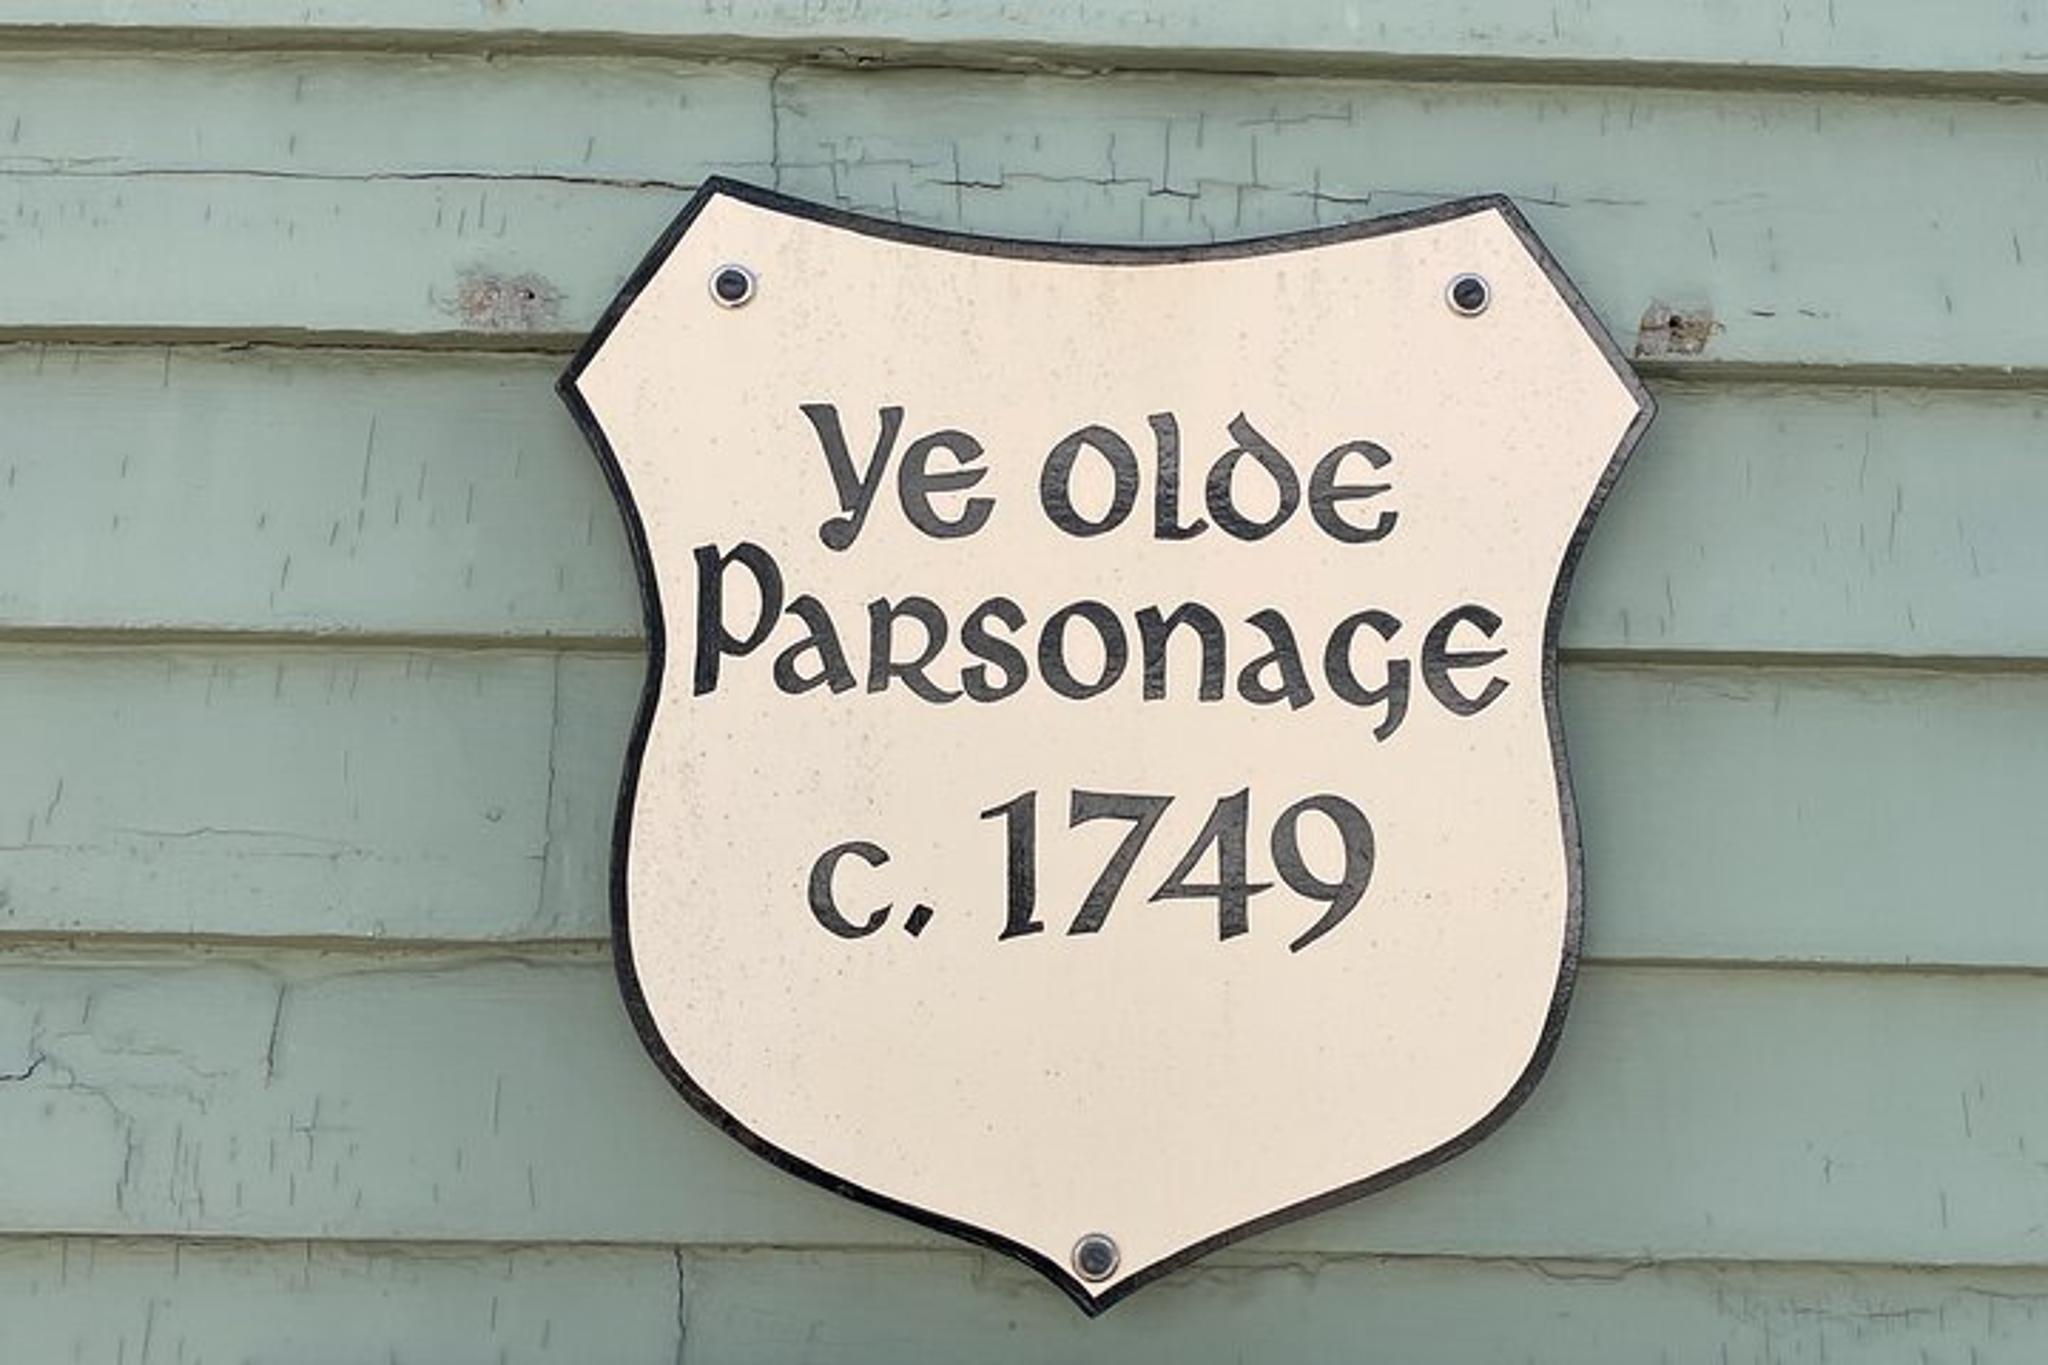 Ye Olde
Parsonage
c. 1749